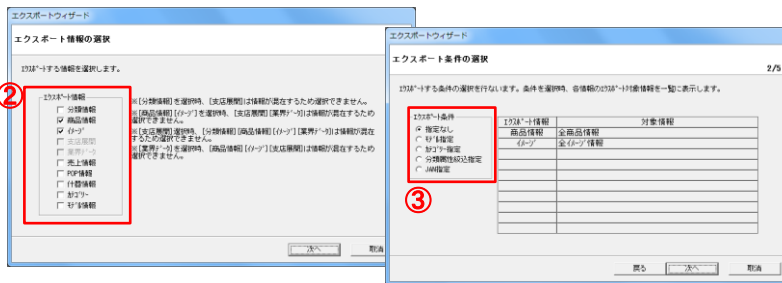 エクスポートウィザード
エクスポート情報の選択
ｴｸｽﾎﾟｰﾄする情報を選択します。
②
ｴｸｽﾎﾟｰﾄ情報
分類情報
商品情報
ｲﾒｰｼﾞ
支店展開
業界ﾃﾞｰﾀ
売上情報
POP情報
什器情報
ｶﾃｺﾞﾘｰ
ﾓﾃﾞﾙ情報
※[分類情報]を選択時、[支店展開]は情報が混在するため選択できません。
※[商品情報][ｲﾒｰｼﾞ]を選択時、[支店展開][業界ﾃﾞｰﾀ]は情報が混在するため
選択できません。
※[支店展開]選択時、[分類情報][商品情報][ｲﾒｰｼﾞ][業界ﾃﾞｰﾀ]は情報が混在
するため選択できません。
※[業界ﾃﾞｰﾀ]を選択時、[商品情報][ｲﾒｰｼﾞ][支店展開]は情報が混在するため
選択できません。
次へ
取消
エクスポートウィザード
エクスポート条件の選択
2/5
ｴｸｽﾎﾟｰﾄする条件の選択を行ないます。条件を選択時、各情報のｴｸｽﾎﾟｰﾄ対象情報を一覧に表示します。
ｴｸｽﾎﾟｰﾄ条件
指定なし
ﾓﾃﾞﾙ指定
ｶﾃｺﾞﾘｰ指定
分類属性絞込指定
JAN指定
③
ｴｸｽﾎﾟｰﾄ情報 対象情報
商品情報 全商品情報
ｲﾒｰｼﾞ 全ｲﾒｰｼﾞ情報
戻る
次へ
取消